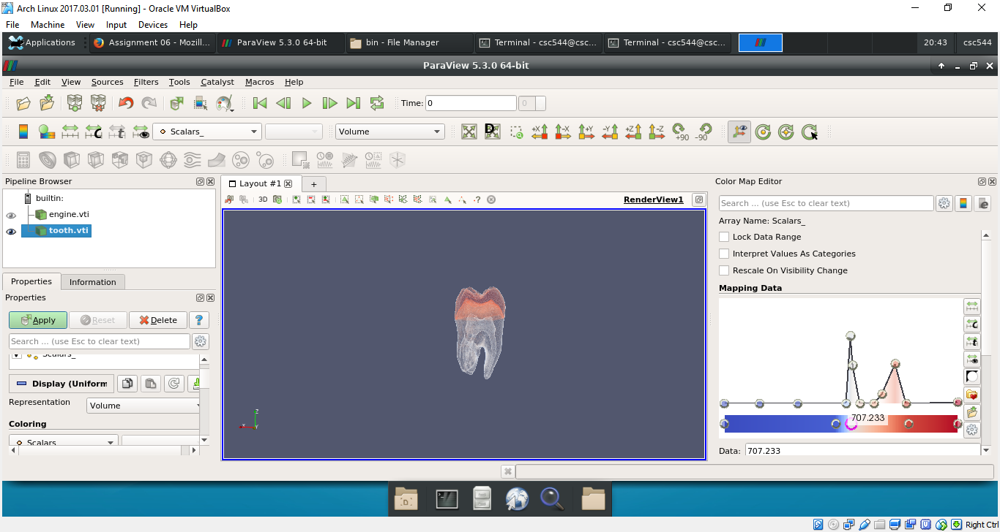 Arch Linux 2017.03.01 [Running] - Oracle VM VirtualBox
File Machine View Input Devices Help
Applications Assignment 06 - Mozill... ParaView 5.3.0 64-bit bin - File Manager Terminal - csc544@csc... Terminal - csc544@csc... 20:43 csc544
ParaView 5.3.0 64-bit
File Edit View Sources Filters Tools Catalyst Macros Help
Time: 0 0
Scalars_ Volume +X -X +Y -Y +Z -Z +90 -90
Pipeline Browser
builtin:
engine.vti
tooth.vti
Properties Information
Properties
Apply Reset Delete ?
Search ... (use Esc to clear text)
Scalars_
Display (Uniform
Representation Volume
Coloring
Scalars
Layout #1 +
3D RenderView1
X Z Y
Color Map Editor
Search ... (use Esc to clear text)
Array Name: Scalars_
Lock Data Range
Interpret Values As Categories
Rescale On Visibility Change
Mapping Data
707.233
Data: 707.233
Right Ctrl